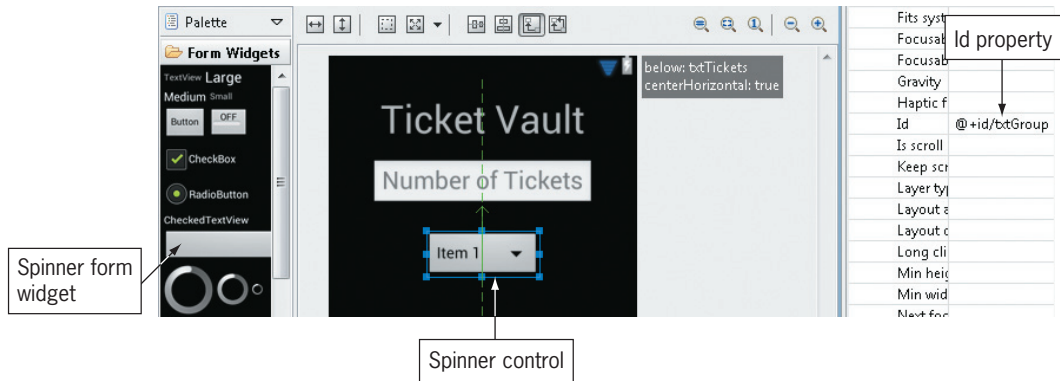 Palette
Form Widgets
TextView Large
Medium Small
Button OFF
CheckBox
RadioButton
CheckedTextView
Spinner form
widget
Ticket Vault
Number of Tickets
Item 1
Spinner control
below: txtTickets
centerHorizontal: true
Id property
Fits syst
Focusab
Focusab
Gravity
Haptic f
Id @+id/txtGroup
Is scroll
Keep scr
Layer typ
Layout a
Layout d
Long cli
Min heig
Min wid
Next foc